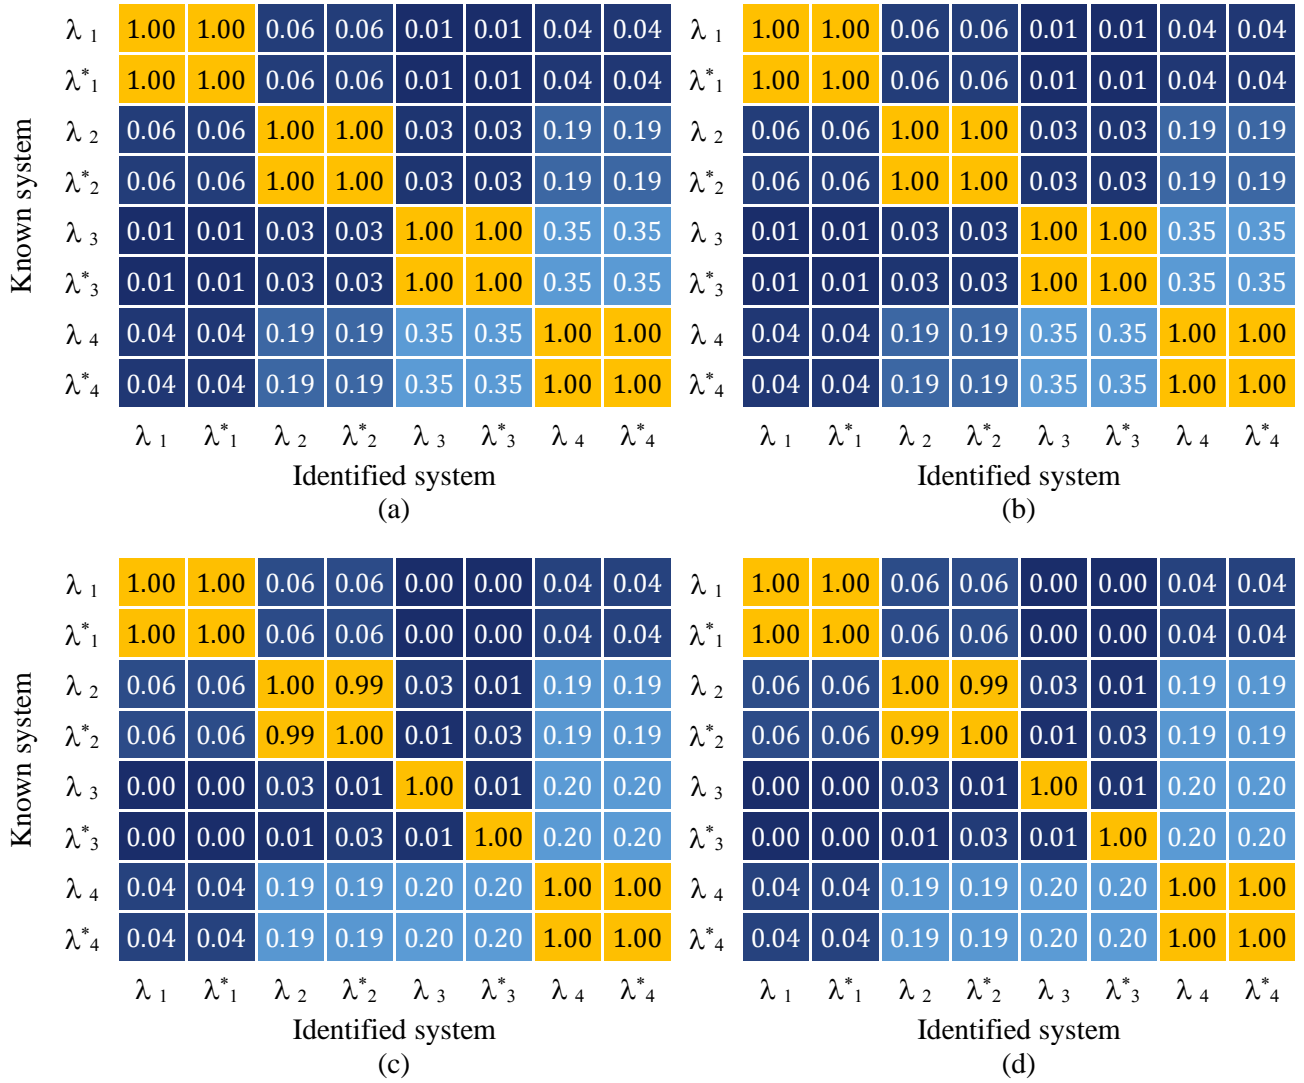 λ 1 1.00 1.00 0.06 0.06 0.01 0.01 0.04 0.04
λ*1 1.00 1.00 0.06 0.06 0.01 0.01 0.04 0.04
λ 2 0.06 0.06 1.00 1.00 0.03 0.03 0.19 0.19
λ*2 0.06 0.06 1.00 1.00 0.03 0.03 0.19 0.19
λ 3 0.01 0.01 0.03 0.03 1.00 1.00 0.35 0.35
λ*3 0.01 0.01 0.03 0.03 1.00 1.00 0.35 0.35
λ 4 0.04 0.04 0.19 0.19 0.35 0.35 1.00 1.00
λ*4 0.04 0.04 0.19 0.19 0.35 0.35 1.00 1.00
λ 1 λ*1 λ 2 λ*2 λ 3 λ*3 λ 4 λ*4
Known system
Identified system
(a)
λ 1 1.00 1.00 0.06 0.06 0.01 0.01 0.04 0.04
λ*1 1.00 1.00 0.06 0.06 0.01 0.01 0.04 0.04
λ 2 0.06 0.06 1.00 1.00 0.03 0.03 0.19 0.19
λ*2 0.06 0.06 1.00 1.00 0.03 0.03 0.19 0.19
λ 3 0.01 0.01 0.03 0.03 1.00 1.00 0.35 0.35
λ*3 0.01 0.01 0.03 0.03 1.00 1.00 0.35 0.35
λ 4 0.04 0.04 0.19 0.19 0.35 0.35 1.00 1.00
λ*4 0.04 0.04 0.19 0.19 0.35 0.35 1.00 1.00
λ 1 λ*1 λ 2 λ*2 λ 3 λ*3 λ 4 λ*4
Identified system
(b)
λ 1 1.00 1.00 0.06 0.06 0.00 0.00 0.04 0.04
λ*1 1.00 1.00 0.06 0.06 0.00 0.00 0.04 0.04
λ 2 0.06 0.06 1.00 0.99 0.03 0.01 0.19 0.19
λ*2 0.06 0.06 0.99 1.00 0.01 0.03 0.19 0.19
λ 3 0.00 0.00 0.03 0.01 1.00 0.01 0.20 0.20
λ*3 0.00 0.00 0.01 0.03 0.01 1.00 0.20 0.20
λ 4 0.04 0.04 0.19 0.19 0.20 0.20 1.00 1.00
λ*4 0.04 0.04 0.19 0.19 0.20 0.20 1.00 1.00
λ 1 λ*1 λ 2 λ*2 λ 3 λ*3 λ 4 λ*4
Known system
Identified system
(c)
λ 1 1.00 1.00 0.06 0.06 0.00 0.00 0.04 0.04
λ*1 1.00 1.00 0.06 0.06 0.00 0.00 0.04 0.04
λ 2 0.06 0.06 1.00 0.99 0.03 0.01 0.19 0.19
λ*2 0.06 0.06 0.99 1.00 0.01 0.03 0.19 0.19
λ 3 0.00 0.00 0.03 0.01 1.00 0.01 0.20 0.20
λ*3 0.00 0.00 0.01 0.03 0.01 1.00 0.20 0.20
λ 4 0.04 0.04 0.19 0.19 0.20 0.20 1.00 1.00
λ*4 0.04 0.04 0.19 0.19 0.20 0.20 1.00 1.00
λ 1 λ*1 λ 2 λ*2 λ 3 λ*3 λ 4 λ*4
Identified system
(d)